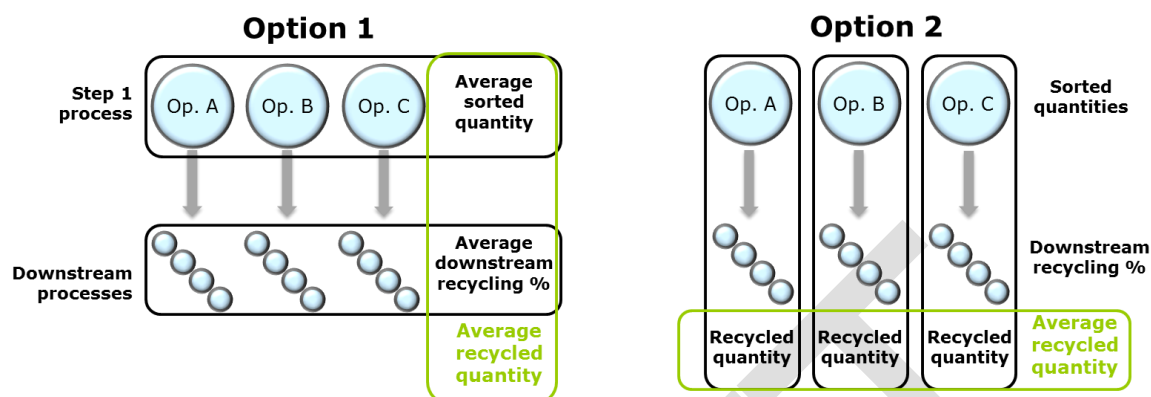 Option 1
Step 1
process
Op. A
Op. B
Op. C
Average
sorted
quantity
Downstream
processes
Average
downstream
recycling %
Average
recycled
quantity
Option 2
Op. A
Op. B
Op. C
Sorted
quantities
Downstream
recycling %
Recycled
quantity
Recycled
quantity
Recycled
quantity
Average
recycled
quantity